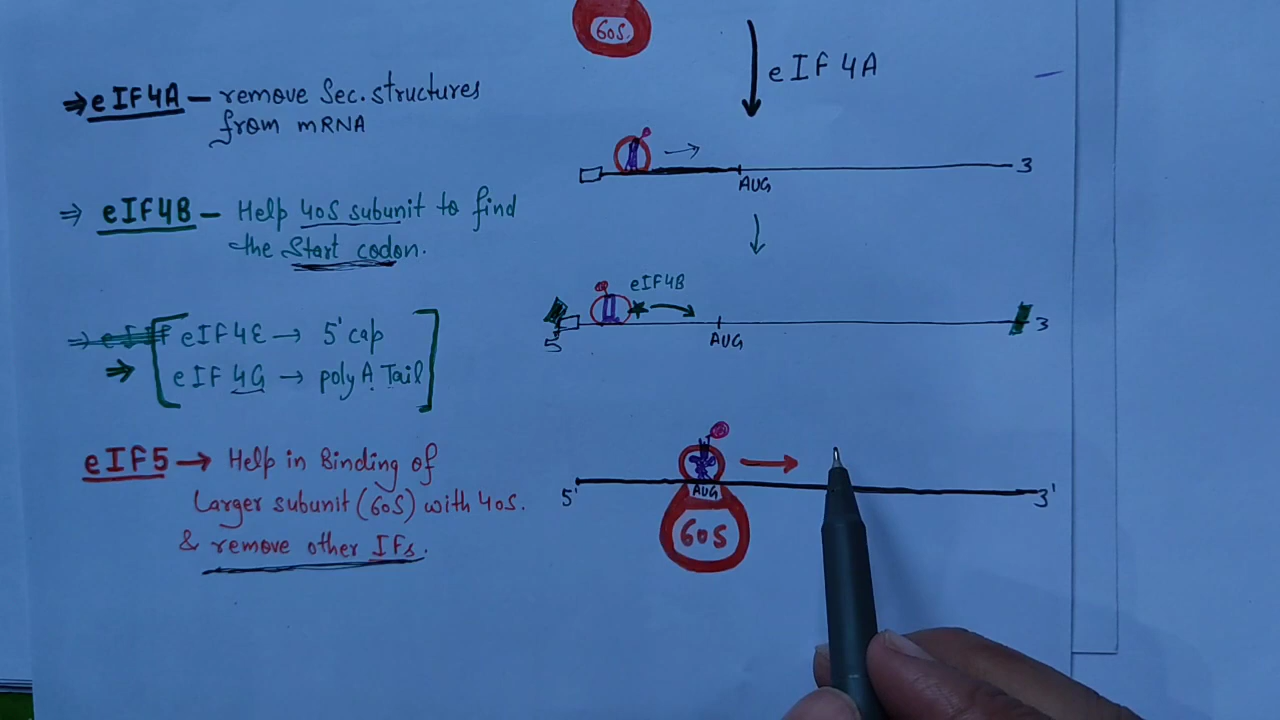 60S
eIF4A
⇒ eIF4A – remove Sec. structures
from mRNA
3
AUG
⇒ eIF4B – Help 40S subunit to find
the Start codon.
eIF4B
5
3
AUG
⇒ eIF4E → 5' cap
⇒ eIF 4G → poly A Tail
eIF5 → Help in Binding of
Larger subunit (60S) with 40S.
& remove other IFs.
5'
AUG
3'
60S